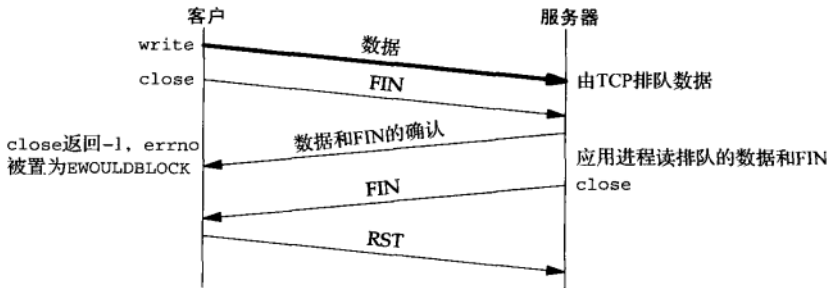 客户
服务器
write
数据
close
FIN
由TCP排队数据
close返回-1, errno
被置为EWOULDBLOCK
数据和FIN的确认
应用进程读排队的数据和FIN
FIN
close
RST